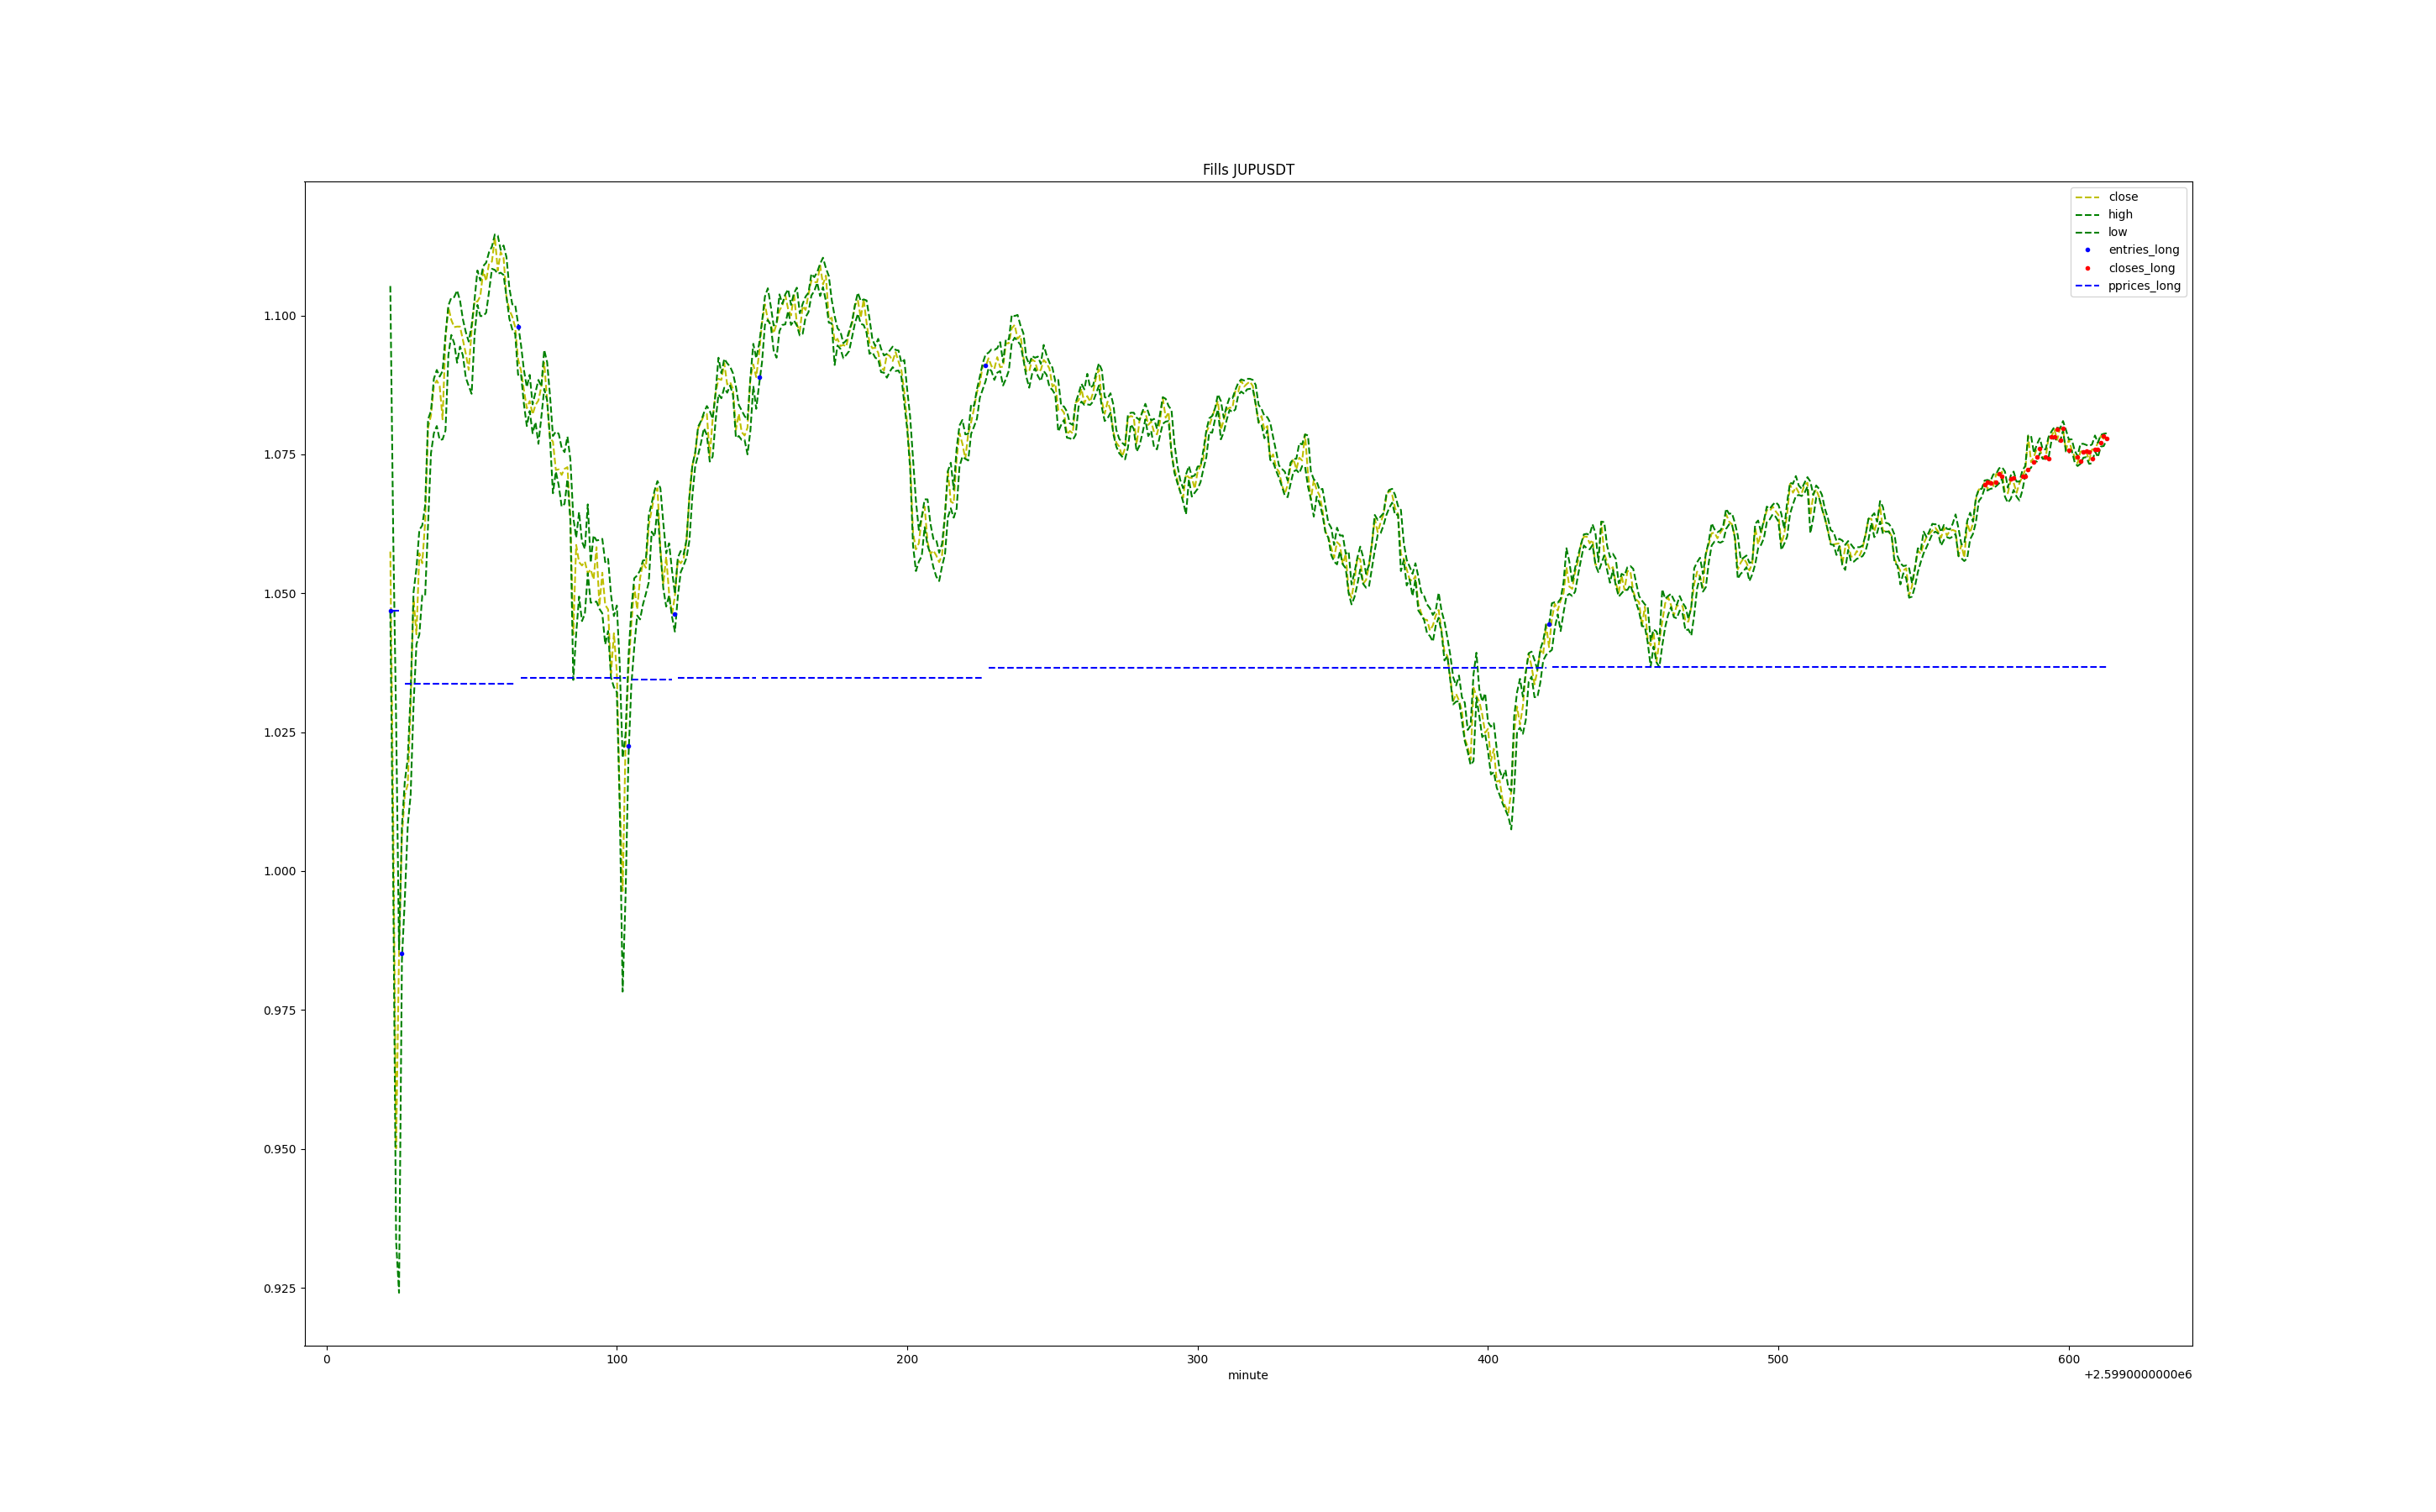 Fills JUPUSDT
close
high
low
entries_long
closes_long
pprices_long
1.100
1.075
1.050
1.025
1.000
0.975
0.950
0.925
0 100 200 300 400 500 600
minute
+2.5990000000e6